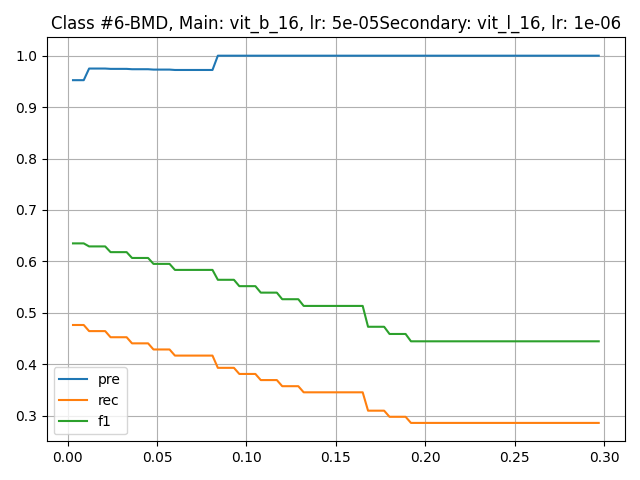 Class #6-BMD, Main: vit_b_16, lr: 5e-05Secondary: vit_l_16, lr: 1e-06
1.0
0.9
0.8
0.7
0.6
0.5
0.4
0.3
pre
rec
f1
0.00 0.05 0.10 0.15 0.20 0.25 0.30